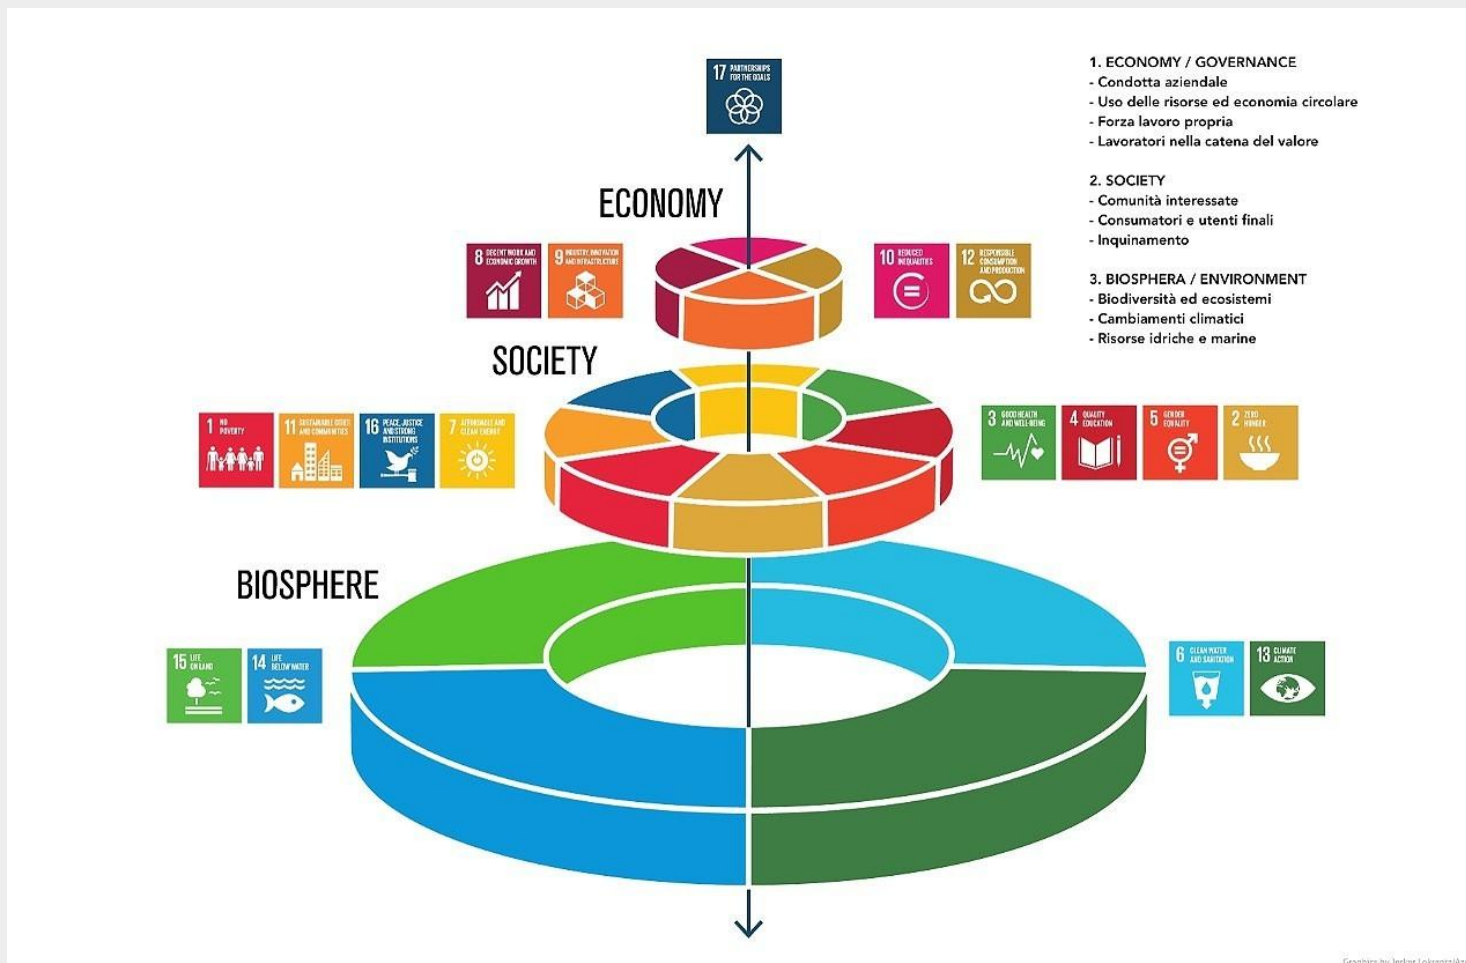 17 PARTNERSHIPS
FOR THE GOALS
1. ECONOMY / GOVERNANCE
- Condotta aziendale
- Uso delle risorse ed economia circolare
- Forza lavoro propria
- Lavoratori nella catena del valore
2. SOCIETY
- Comunità interessate
- Consumatori e utenti finali
- Inquinamento
3. BIOSPHERA / ENVIRONMENT
- Biodiversità ed ecosistemi
- Cambiamenti climatici
- Risorse idriche e marine
ECONOMY
8 DECENT WORK AND
ECONOMIC GROWTH
9 INDUSTRY, INNOVATION
AND INFRASTRUCTURE
10 REDUCED
INEQUALITIES
12 RESPONSIBLE
CONSUMPTION
AND PRODUCTION
SOCIETY
1 NO
POVERTY
11 SUSTAINABLE CITIES
AND COMMUNITIES
16 PEACE, JUSTICE
AND STRONG
INSTITUTIONS
7 AFFORDABLE AND
CLEAN ENERGY
3 GOOD HEALTH
AND WELL-BEING
4 QUALITY
EDUCATION
5 GENDER
EQUALITY
2 ZERO
HUNGER
BIOSPHERE
15 LIFE
ON LAND
14 LIFE
BELOW WATER
6 CLEAN WATER
AND SANITATION
13 CLIMATE
ACTION
Graphics by